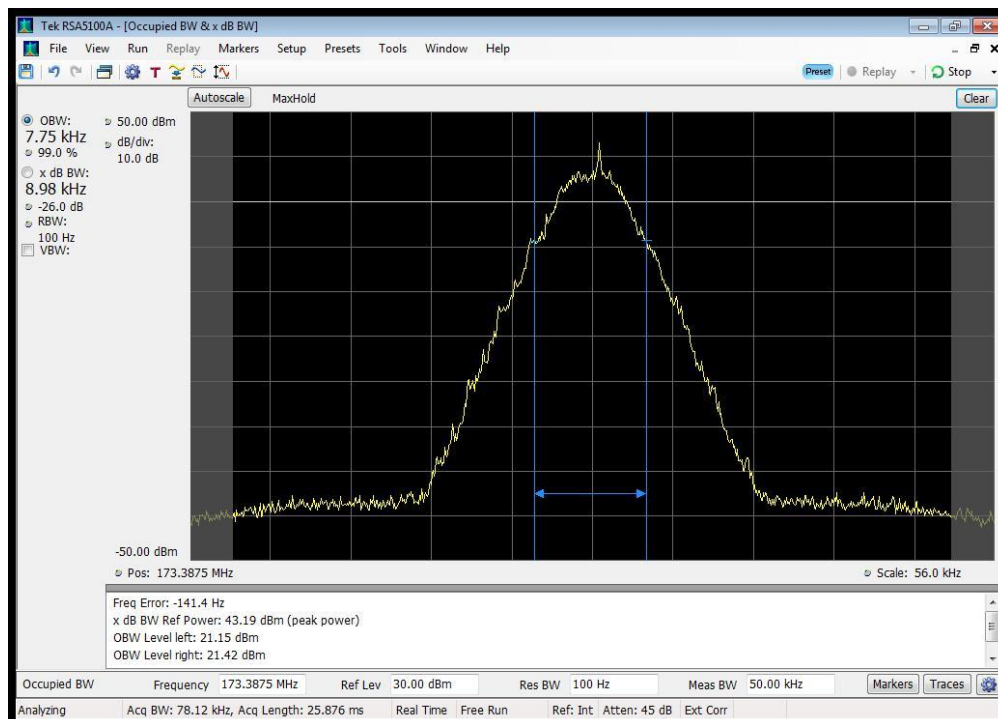 Tek RSA5100A - [Occupied BW & x dB BW]
File View Run Replay Markers Setup Presets Tools Window Help
T Preset Replay Stop
Autoscale MaxHold Clear
OBW:
7.75 kHz
99.0 %
x dB BW:
8.98 kHz
-26.0 dB
RBW:
100 Hz
VBW:
50.00 dBm
dB/div:
10.0 dB
-50.00 dBm
Pos: 173.3875 MHz Scale: 56.0 kHz
Freq Error: -141.4 Hz
x dB BW Ref Power: 43.19 dBm (peak power)
OBW Level left: 21.15 dBm
OBW Level right: 21.42 dBm
Occupied BW Frequency 173.3875 MHz Ref Lev 30.00 dBm Res BW 100 Hz Meas BW 50.00 kHz Markers Traces
Analyzing Acq BW: 78.12 kHz, Acq Length: 25.876 ms Real Time Free Run Ref: Int Atten: 45 dB Ext Corr